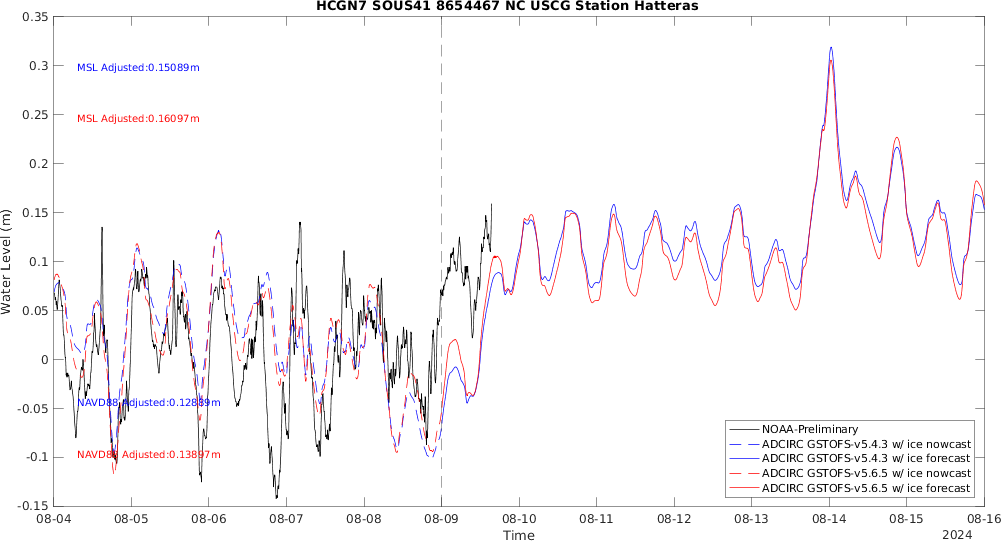 HCGN7 SOUS41 8654467 NC USCG Station Hatteras
0.35
0.3
0.25
0.2
0.15
0.1
0.05
0
-0.05
-0.1
-0.15
Water Level (m)
MSL Adjusted:0.15089m
MSL Adjusted:0.16097m
NAVD88 Adjusted:0.12889m
NAVD88 Adjusted:0.13897m
NOAA-Preliminary
ADCIRC GSTOFS-v5.4.3 w/ ice nowcast
ADCIRC GSTOFS-v5.4.3 w/ ice forecast
ADCIRC GSTOFS-v5.6.5 w/ ice nowcast
ADCIRC GSTOFS-v5.6.5 w/ ice forecast
08-04 08-05 08-06 08-07 08-08 08-09 08-10 08-11 08-12 08-13 08-14 08-15 08-16
Time
2024